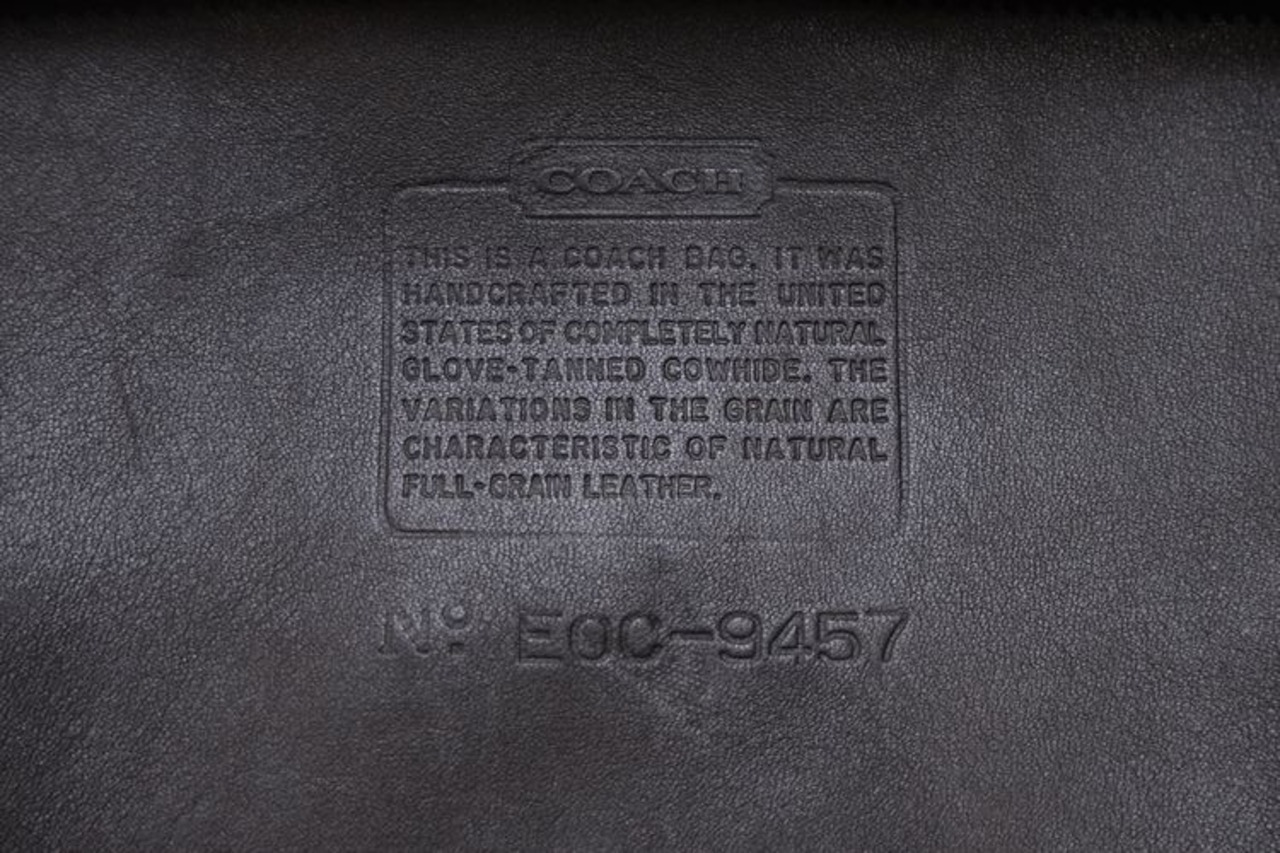 COACH
THIS IS A COACH BAG. IT WAS
HANDCRAFTED IN THE UNITED
STATES OF COMPLETELY NATURAL
GLOVE-TANNED COWHIDE. THE
VARIATIONS IN THE GRAIN ARE
CHARACTERISTIC OF NATURAL
FULL-GRAIN LEATHER.
Nº EOC-9457